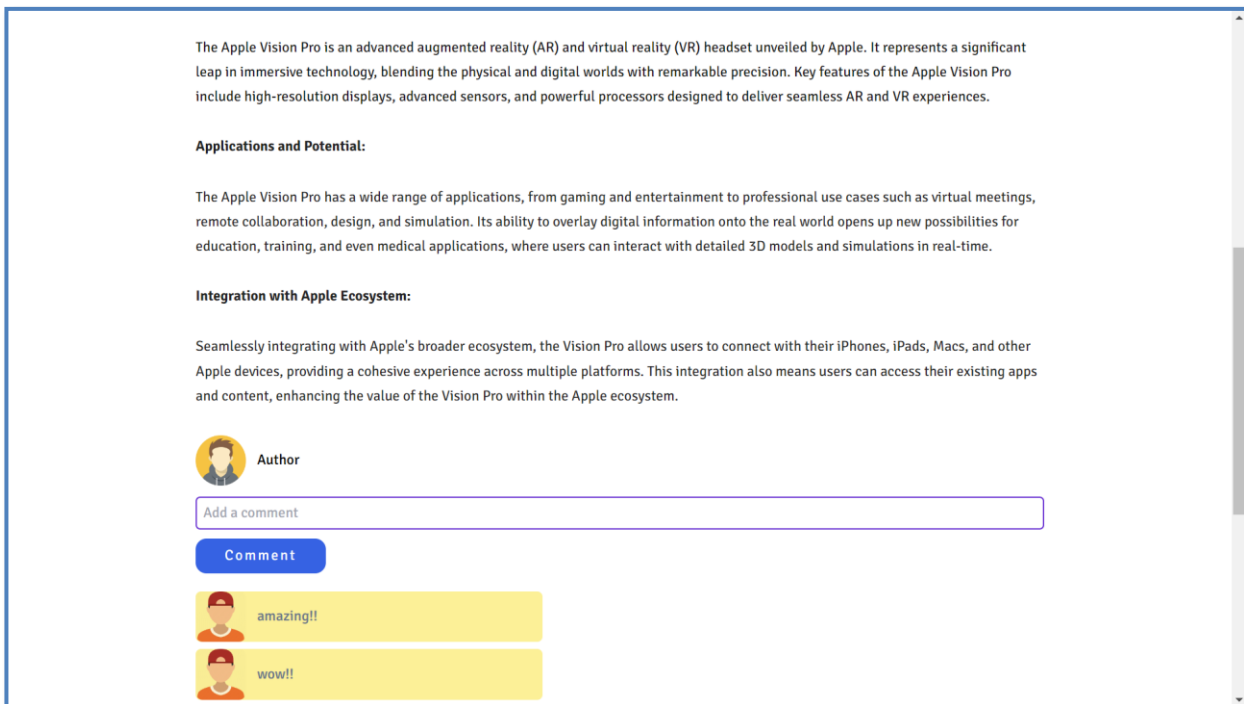 The Apple Vision Pro is an advanced augmented reality (AR) and virtual reality (VR) headset unveiled by Apple. It represents a significant
leap in immersive technology, blending the physical and digital worlds with remarkable precision. Key features of the Apple Vision Pro
include high-resolution displays, advanced sensors, and powerful processors designed to deliver seamless AR and VR experiences.
Applications and Potential:
The Apple Vision Pro has a wide range of applications, from gaming and entertainment to professional use cases such as virtual meetings,
remote collaboration, design, and simulation. Its ability to overlay digital information onto the real world opens up new possibilities for
education, training, and even medical applications, where users can interact with detailed 3D models and simulations in real-time.
Integration with Apple Ecosystem:
Seamlessly integrating with Apple's broader ecosystem, the Vision Pro allows users to connect with their iPhones, iPads, Macs, and other
Apple devices, providing a cohesive experience across multiple platforms. This integration also means users can access their existing apps
and content, enhancing the value of the Vision Pro within the Apple ecosystem.
Author
Add a comment
Comment
amazing!!
wow!!